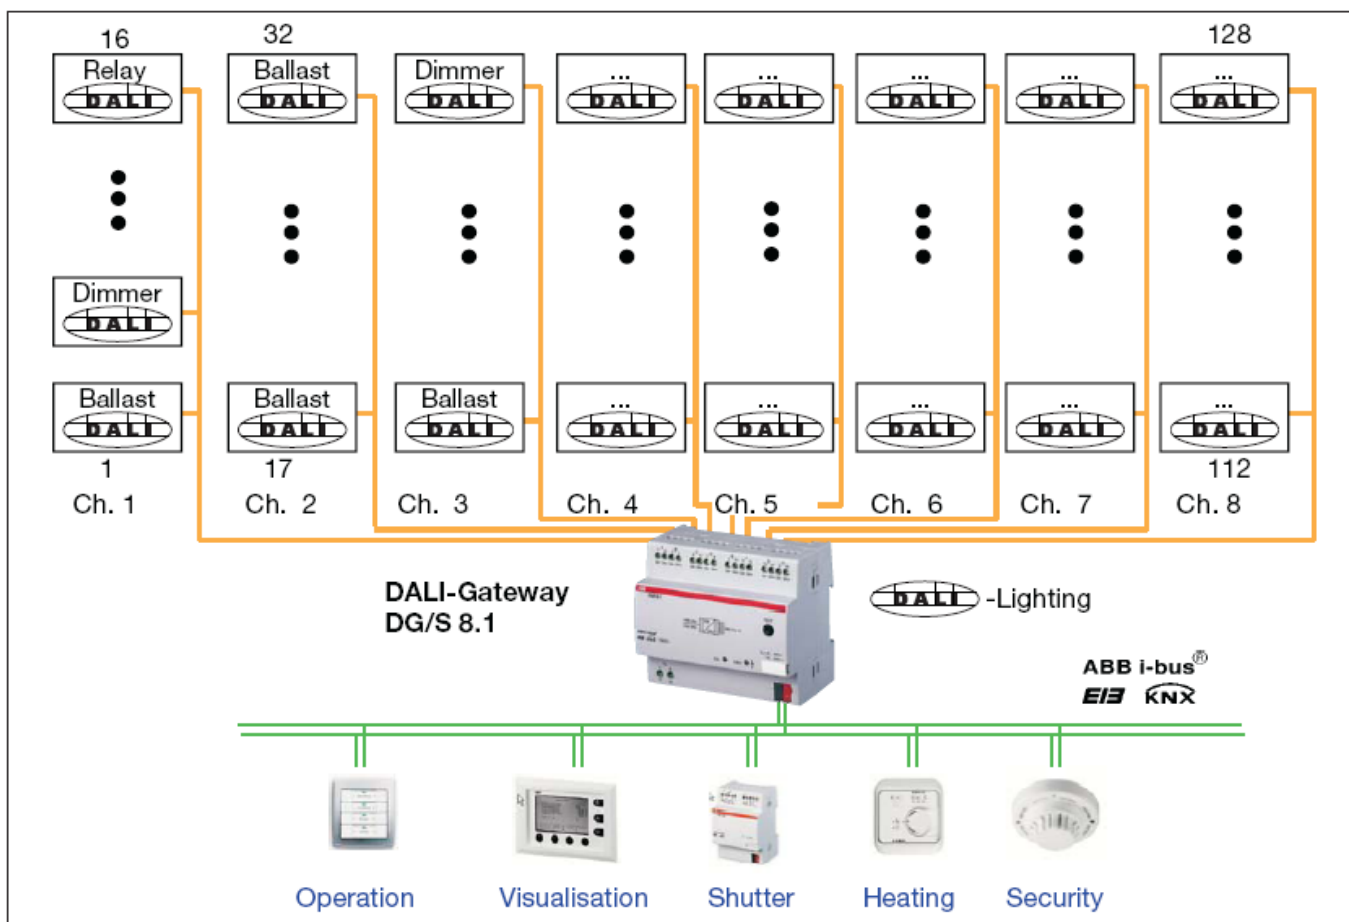 16 32 128
Relay Ballast Dimmer ... ... ... ... ...
DALI DALI DALI DALI DALI DALI DALI DALI
Dimmer
DALI
Ballast Ballast Ballast ... ... ... ... ...
DALI DALI DALI DALI DALI DALI DALI DALI
1 17 112
Ch. 1 Ch. 2 Ch. 3 Ch. 4 Ch. 5 Ch. 6 Ch. 7 Ch. 8
DALI-Gateway
DG/S 8.1
DALI -Lighting
ABB i-bus®
EIB KNX
Operation Visualisation Shutter Heating Security